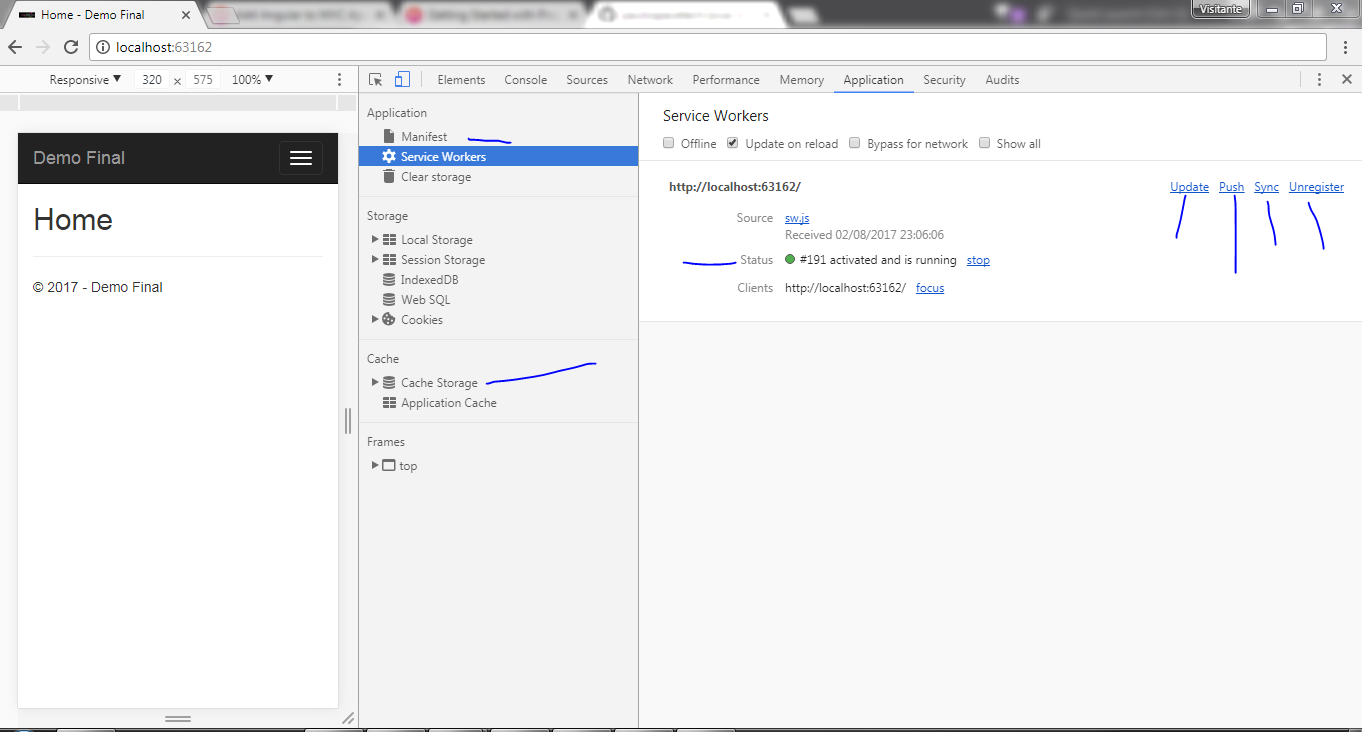 Home - Demo Final
Getting Started with Pr
Visitante
localhost:63162
Responsive ▼ 320 x 575 100% ▼
Elements Console Sources Network Performance Memory Application Security Audits
Demo Final
Home
© 2017 - Demo Final
Application
Manifest
Service Workers
Clear storage
Storage
Local Storage
Session Storage
IndexedDB
Web SQL
Cookies
Cache
Cache Storage
Application Cache
Frames
top
Service Workers
Offline Update on reload Bypass for network Show all
http://localhost:63162/ Update Push Sync Unregister
Source sw.js
Received 02/08/2017 23:06:06
Status #191 activated and is running stop
Clients http://localhost:63162/ focus